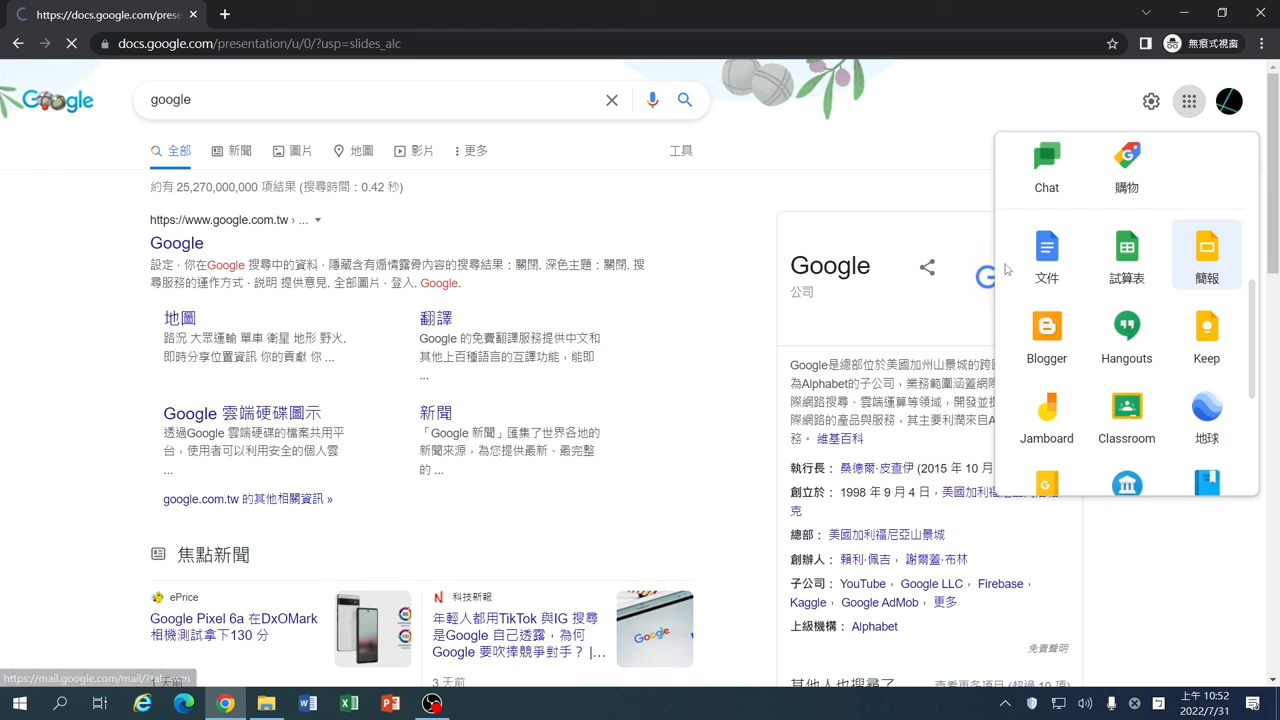 https://docs.google.com/prese
docs.google.com/presentation/u/0/?usp=slides_alc
無痕式視窗
Google
google
全部
新聞
圖片
地圖
影片
更多
工具
約有 25,270,000,000 項結果 (搜尋時間：0.42 秒)
https://www.google.com.tw › ...
Google
設定．你在Google 搜尋中的資料．隱藏含有煽情露骨內容的搜尋結果：關閉. 深色主題：關閉. 搜
尋服務的運作方式．說明 提供意見. 全部圖片．登入. Google.
地圖
路況 大眾運輸 單車 衛星 地形 野火.
即時分享位置資訊 你的貢獻 你 ...
翻譯
Google 的免費翻譯服務提供中文和
其他上百種語言的互譯功能，能即
...
Google 雲端硬碟圖示
透過Google 雲端硬碟的檔案共用平
台，使用者可以利用安全的個人雲
...
新聞
「Google 新聞」匯集了世界各地的
新聞來源，為您提供最新、最完整
的 ...
google.com.tw 的其他相關資訊 »
焦點新聞
ePrice
Google Pixel 6a 在DxOMark
相機測試拿下130 分
1 天前
科技新報
年輕人都用TikTok 與IG 搜尋
是Google 自己透露，為何
Google 要吹捧競爭對手？ |...
3 天前
Google
公司
Google是總部位於美國加州山景城的跨
為Alphabet的子公司，業務範圍涵蓋網
際網路搜尋、雲端運算等領域，開發並
網路的產品與服務，其主要利潤來自A
務。 維基百科
執行長： 桑德爾·皮查伊 (2015 年 10 月
創立於： 1998 年 9 月 4 日，美國加利福
克
總部： 美國加利福尼亞山景城
創辦人： 賴利·佩吉， 謝爾蓋·布林
子公司： YouTube， Google LLC， Firebase，
Kaggle， Google AdMob， 更多
上級機構： Alphabet
免責聲明
其他人也搜尋了
查看更多項目 (超過 10 項)
Chat
購物
文件
試算表
簡報
Blogger
Hangouts
Keep
Jamboard
Classroom
地球
https://mail.google.com/mail/?tab=rm
上午 10:52
2022/7/31